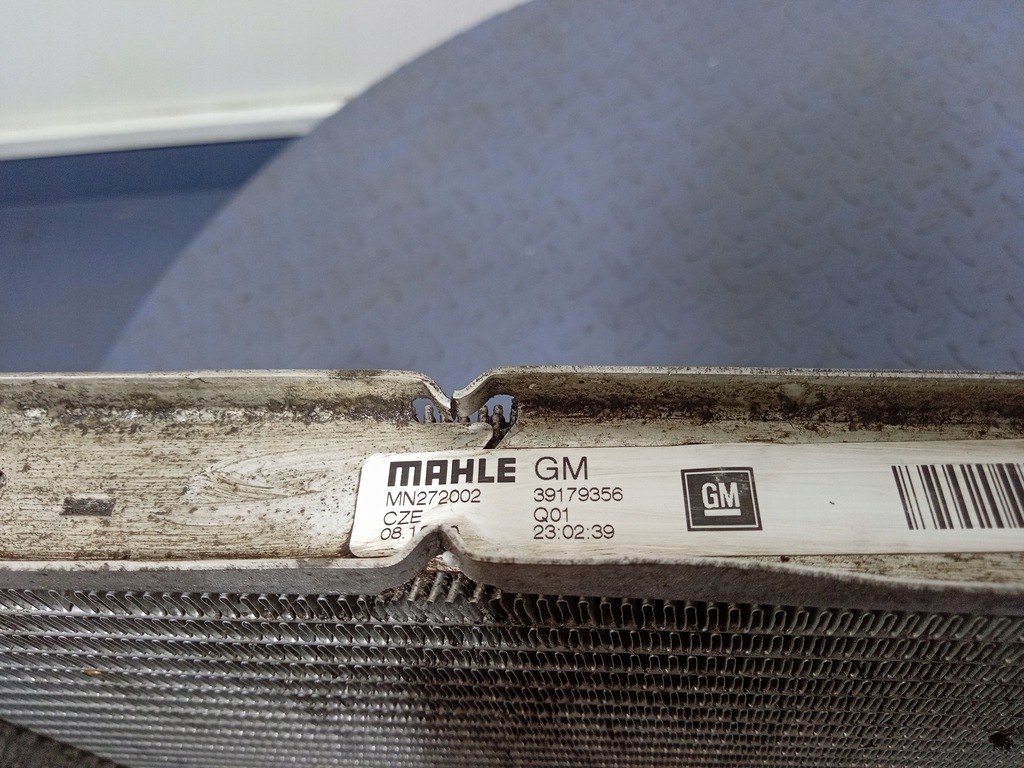 MAHLE GM
MN272002 39179356
CZE Q01
23:02:39
GM